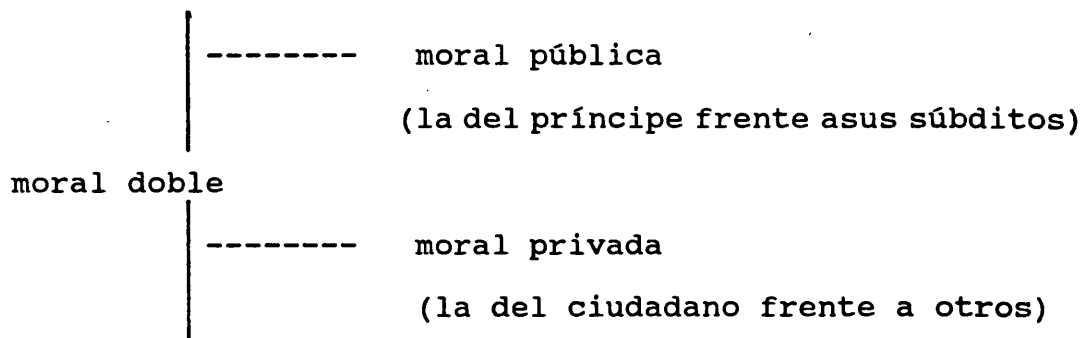 -------- moral pública
(la del príncipe frente asus súbditos)
moral doble
-------- moral privada
(la del ciudadano frente a otros)